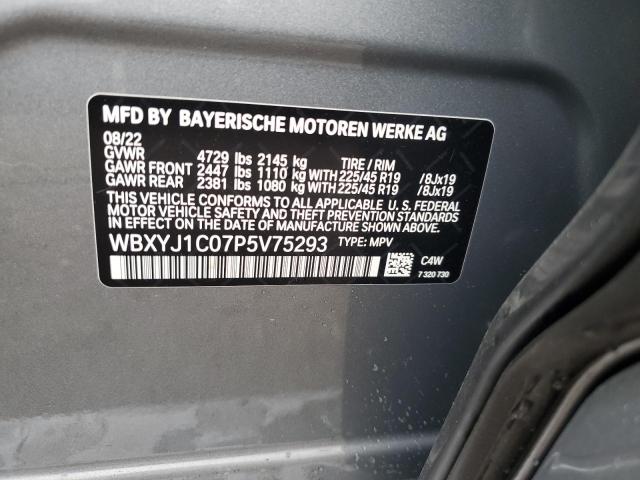 MFD BY BAYERISCHE MOTOREN WERKE AG
08/22
GVWR 4729 lbs 2145 kg TIRE / RIM
GAWR FRONT 2447 lbs 1110 kg WITH 225/45 R19 /8Jx19
GAWR REAR 2381 lbs 1080 kg WITH 225/45 R19 /8Jx19
THIS VEHICLE CONFORMS TO ALL APPLICABLE U. S. FEDERAL
MOTOR VEHICLE SAFETY, BUMPER, AND THEFT PREVENTION STANDARDS
IN EFFECT ON THE DATE OF MANUFACTURE SHOWN ABOVE.
WBXYJ1C07P5V75293 TYPE: MPV
C4W
7 320 730